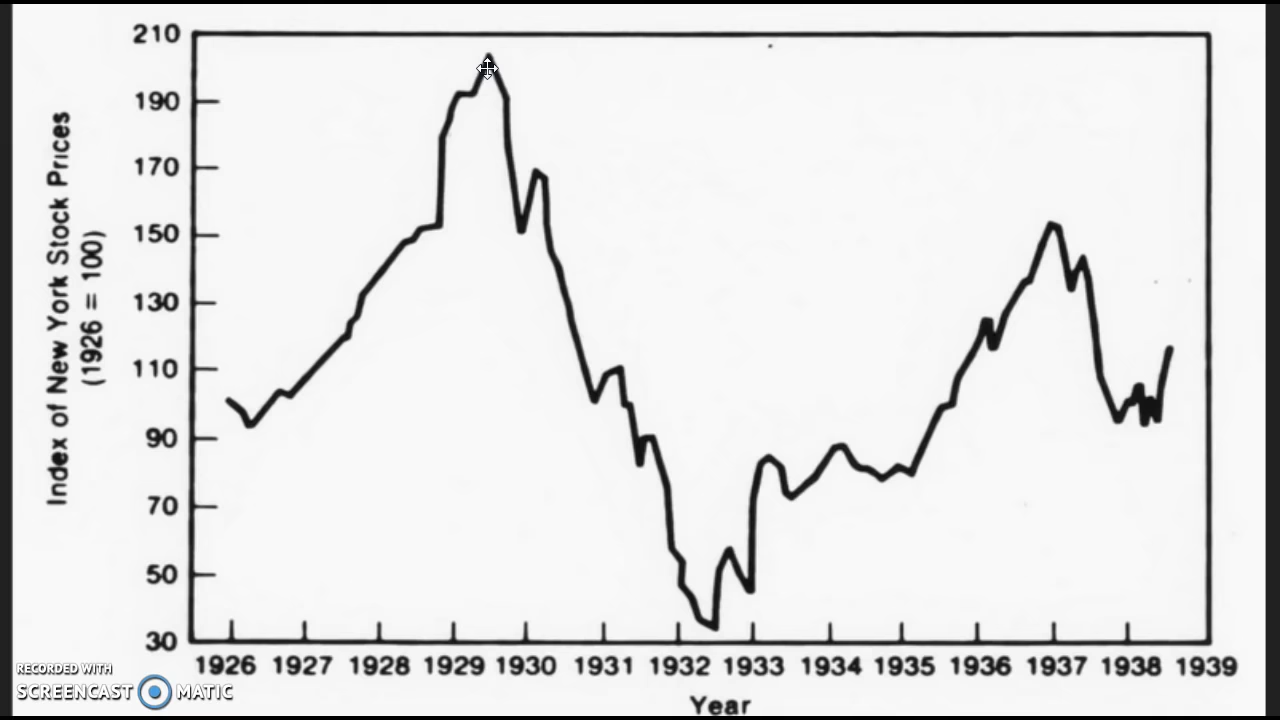 210
190
170
150
130
110
90
70
50
30
Index of New York Stock Prices
(1926 = 100)
1926 1927 1928 1929 1930 1931 1932 1933 1934 1935 1936 1937 1938 1939
Year
RECORDED WITH
SCREENCAST MATIC